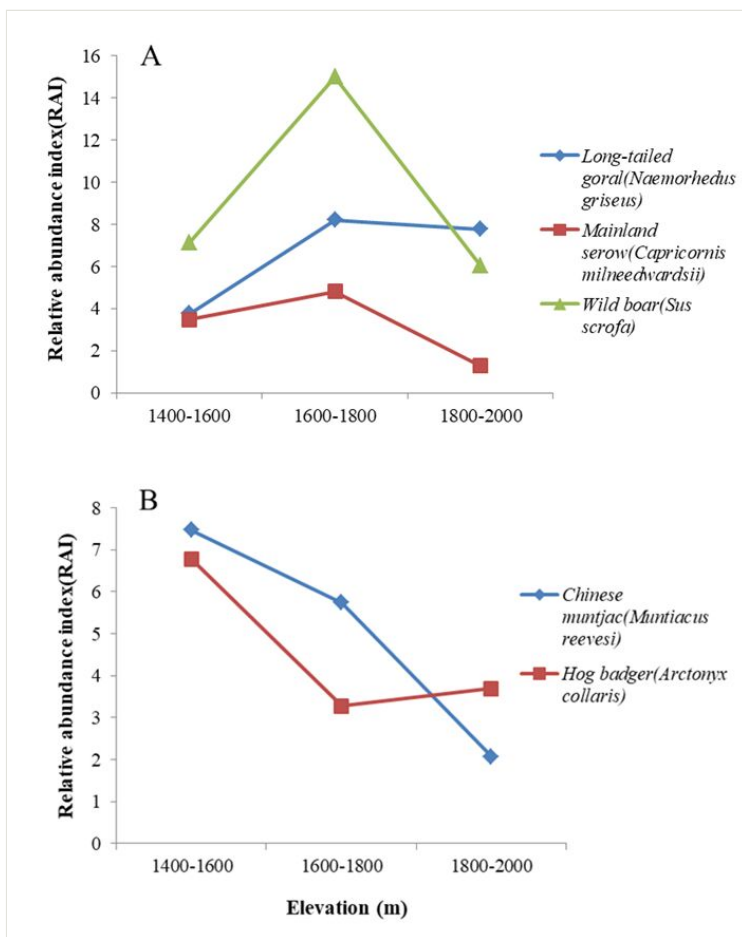 A
Relative abundance index(RAI)
16
14
12
10
8
6
4
2
0
1400-1600
1600-1800
1800-2000
Long-tailed
goral(Naemorhedus
griseus)
Mainland
serow(Capricornis
milneedwardsii)
Wild boar(Sus
scrofa)
B
Relative abundance index(RAI)
8
7
6
5
4
3
2
1
0
1400-1600
1600-1800
1800-2000
Elevation (m)
Chinese
muntjac(Muntiacus
reevesi)
Hog badger(Arctonyx
collaris)